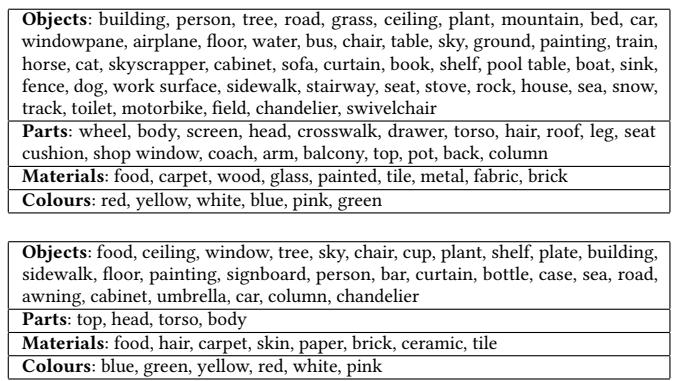 Objects: building, person, tree, road, grass, ceiling, plant, mountain, bed, car,
windowpane, airplane, floor, water, bus, chair, table, sky, ground, painting, train,
horse, cat, skyscrapper, cabinet, sofa, curtain, book, shelf, pool table, boat, sink,
fence, dog, work surface, sidewalk, stairway, seat, stove, rock, house, sea, snow,
track, toilet, motorbike, field, chandelier, swivelchair
Parts: wheel, body, screen, head, crosswalk, drawer, torso, hair, roof, leg, seat
cushion, shop window, coach, arm, balcony, top, pot, back, column
Materials: food, carpet, wood, glass, painted, tile, metal, fabric, brick
Colours: red, yellow, white, blue, pink, green
Objects: food, ceiling, window, tree, sky, chair, cup, plant, shelf, plate, building,
sidewalk, floor, painting, signboard, person, bar, curtain, bottle, case, sea, road,
awning, cabinet, umbrella, car, column, chandelier
Parts: top, head, torso, body
Materials: food, hair, carpet, skin, paper, brick, ceramic, tile
Colours: blue, green, yellow, red, white, pink